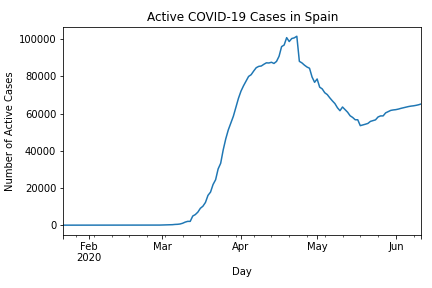 Active COVID-19 Cases in Spain
Number of Active Cases
100000
80000
60000
40000
20000
0
Feb
2020
Mar
Apr
May
Jun
Day